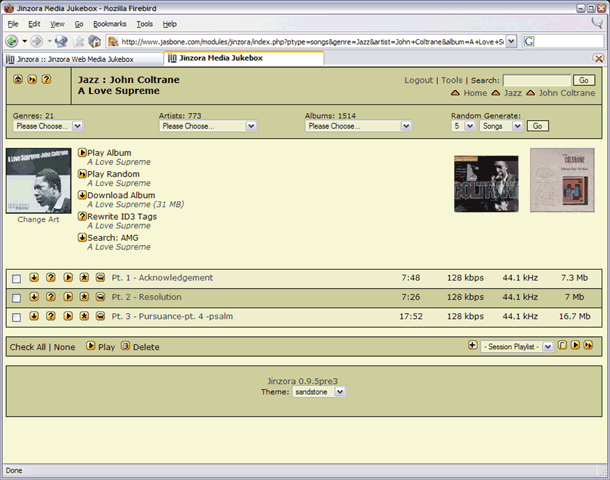 Jinzora Media Jukebox - Mozilla Firebird
File Edit View Go Bookmarks Tools Help
http://www.jasbone.com/modules/jinzora/index.php?ptype=songs&genre=Jazz&artist=John+Coltrane&album=A+Love+S
G
Jinzora :: Jinzora Web Media Jukebox Jinzora Media Jukebox
Jazz : John Coltrane
A Love Supreme
Logout | Tools | Search: Go
Home Jazz John Coltrane
Genres: 21 Artists: 773 Albums: 1514 Random Generate:
Please Choose... Please Choose... Please Choose... 5 Songs Go
A LOVE SUPREME JOHN COLTRANE
Change Art
Play Album
A Love Supreme
Play Random
A Love Supreme
Download Album
A Love Supreme (31 MB)
Rewrite ID3 Tags
A Love Supreme
Search: AMG
A Love Supreme
COLTRANE
COLTRANE
Pt. 1 - Acknowledgement 7:48 128 kbps 44.1 kHz 7.3 Mb
Pt. 2 - Resolution 7:26 128 kbps 44.1 kHz 7 Mb
Pt. 3 - Pursuance-pt. 4 -psalm 17:52 128 kbps 44.1 kHz 16.7 Mb
Check All | None Play Delete - Session Playlist -
Jinzora 0.9.5pre3
Theme: sandstone
Done